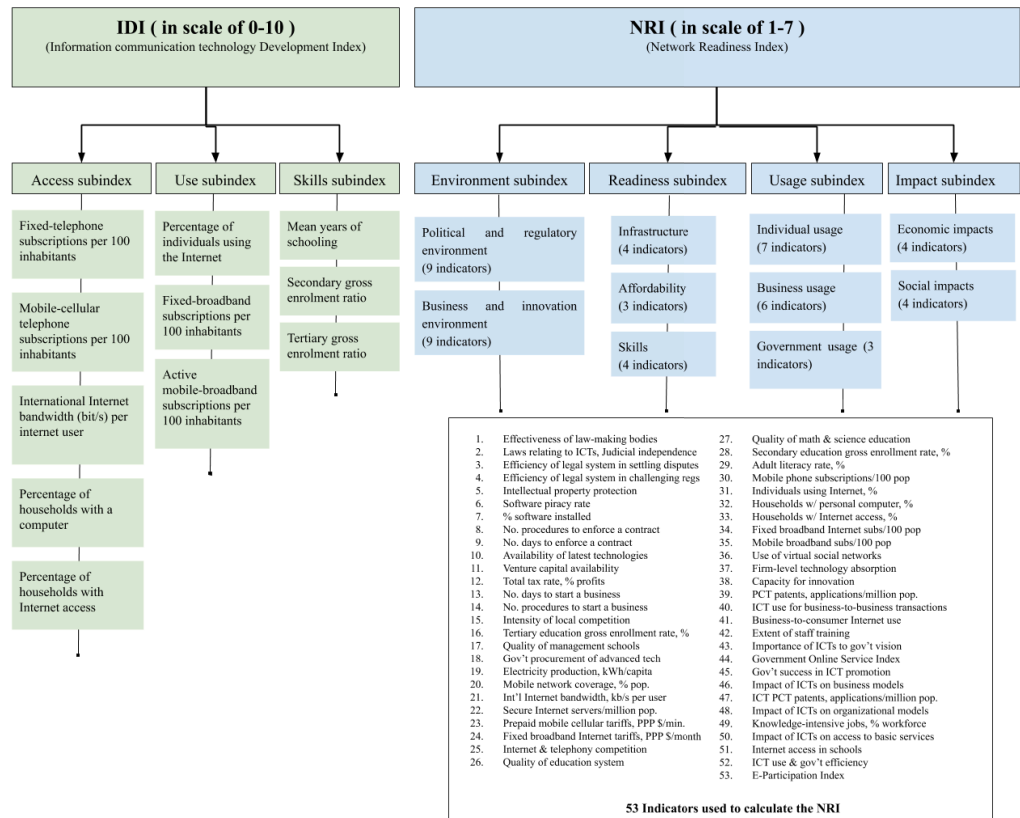 IDI ( in scale of 0-10 )
(Information communication technology Development Index)
NRI ( in scale of 1-7 )
(Network Readiness Index)
Access subindex
Fixed-telephone
subscriptions per 100
inhabitants
Mobile-cellular
telephone
subscriptions per 100
inhabitants
International Internet
bandwidth (bit/s) per
internet user
Percentage of
households with a
computer
Percentage of
households with
Internet access
Use subindex
Percentage of
individuals using
the Internet
Fixed-broadband
subscriptions per
100 inhabitants
Active
mobile-broadband
subscriptions per
100 inhabitants
Skills subindex
Mean years of
schooling
Secondary gross
enrolment ratio
Tertiary gross
enrolment ratio
Environment subindex
Political and regulatory
environment
(9 indicators)
Business and innovation
environment
(9 indicators)
Readiness subindex
Infrastructure
(4 indicators)
Affordability
(3 indicators)
Skills
(4 indicators)
Usage subindex
Individual usage
(7 indicators)
Business usage
(6 indicators)
Government usage (3
indicators)
Impact subindex
Economic impacts
(4 indicators)
Social impacts
(4 indicators)
1. Effectiveness of law-making bodies
2. Laws relating to ICTs, Judicial independence
3. Efficiency of legal system in settling disputes
4. Efficiency of legal system in challenging regs
5. Intellectual property protection
6. Software piracy rate
7. % software installed
8. No. procedures to enforce a contract
9. No. days to enforce a contract
10. Availability of latest technologies
11. Venture capital availability
12. Total tax rate, % profits
13. No. days to start a business
14. No. procedures to start a business
15. Intensity of local competition
16. Tertiary education gross enrollment rate, %
17. Quality of management schools
18. Gov't procurement of advanced tech
19. Electricity production, kWh/capita
20. Mobile network coverage, % pop.
21. Int'l Internet bandwidth, kb/s per user
22. Secure Internet servers/million pop.
23. Prepaid mobile cellular tariffs, PPP $/min.
24. Fixed broadband Internet tariffs, PPP $/month
25. Internet & telephony competition
26. Quality of education system
27. Quality of math & science education
28. Secondary education gross enrollment rate, %
29. Adult literacy rate, %
30. Mobile phone subscriptions/100 pop
31. Individuals using Internet, %
32. Households w/ personal computer, %
33. Households w/ Internet access, %
34. Fixed broadband Internet subs/100 pop
35. Mobile broadband subs/100 pop
36. Use of virtual social networks
37. Firm-level technology absorption
38. Capacity for innovation
39. PCT patents, applications/million pop.
40. ICT use for business-to-business transactions
41. Business-to-consumer Internet use
42. Extent of staff training
43. Importance of ICTs to gov't vision
44. Government Online Service Index
45. Gov't success in ICT promotion
46. Impact of ICTs on business models
47. ICT PCT patents, applications/million pop.
48. Impact of ICTs on organizational models
49. Knowledge-intensive jobs, % workforce
50. Impact of ICTs on access to basic services
51. Internet access in schools
52. ICT use & gov't efficiency
53. E-Participation Index
53 Indicators used to calculate the NRI